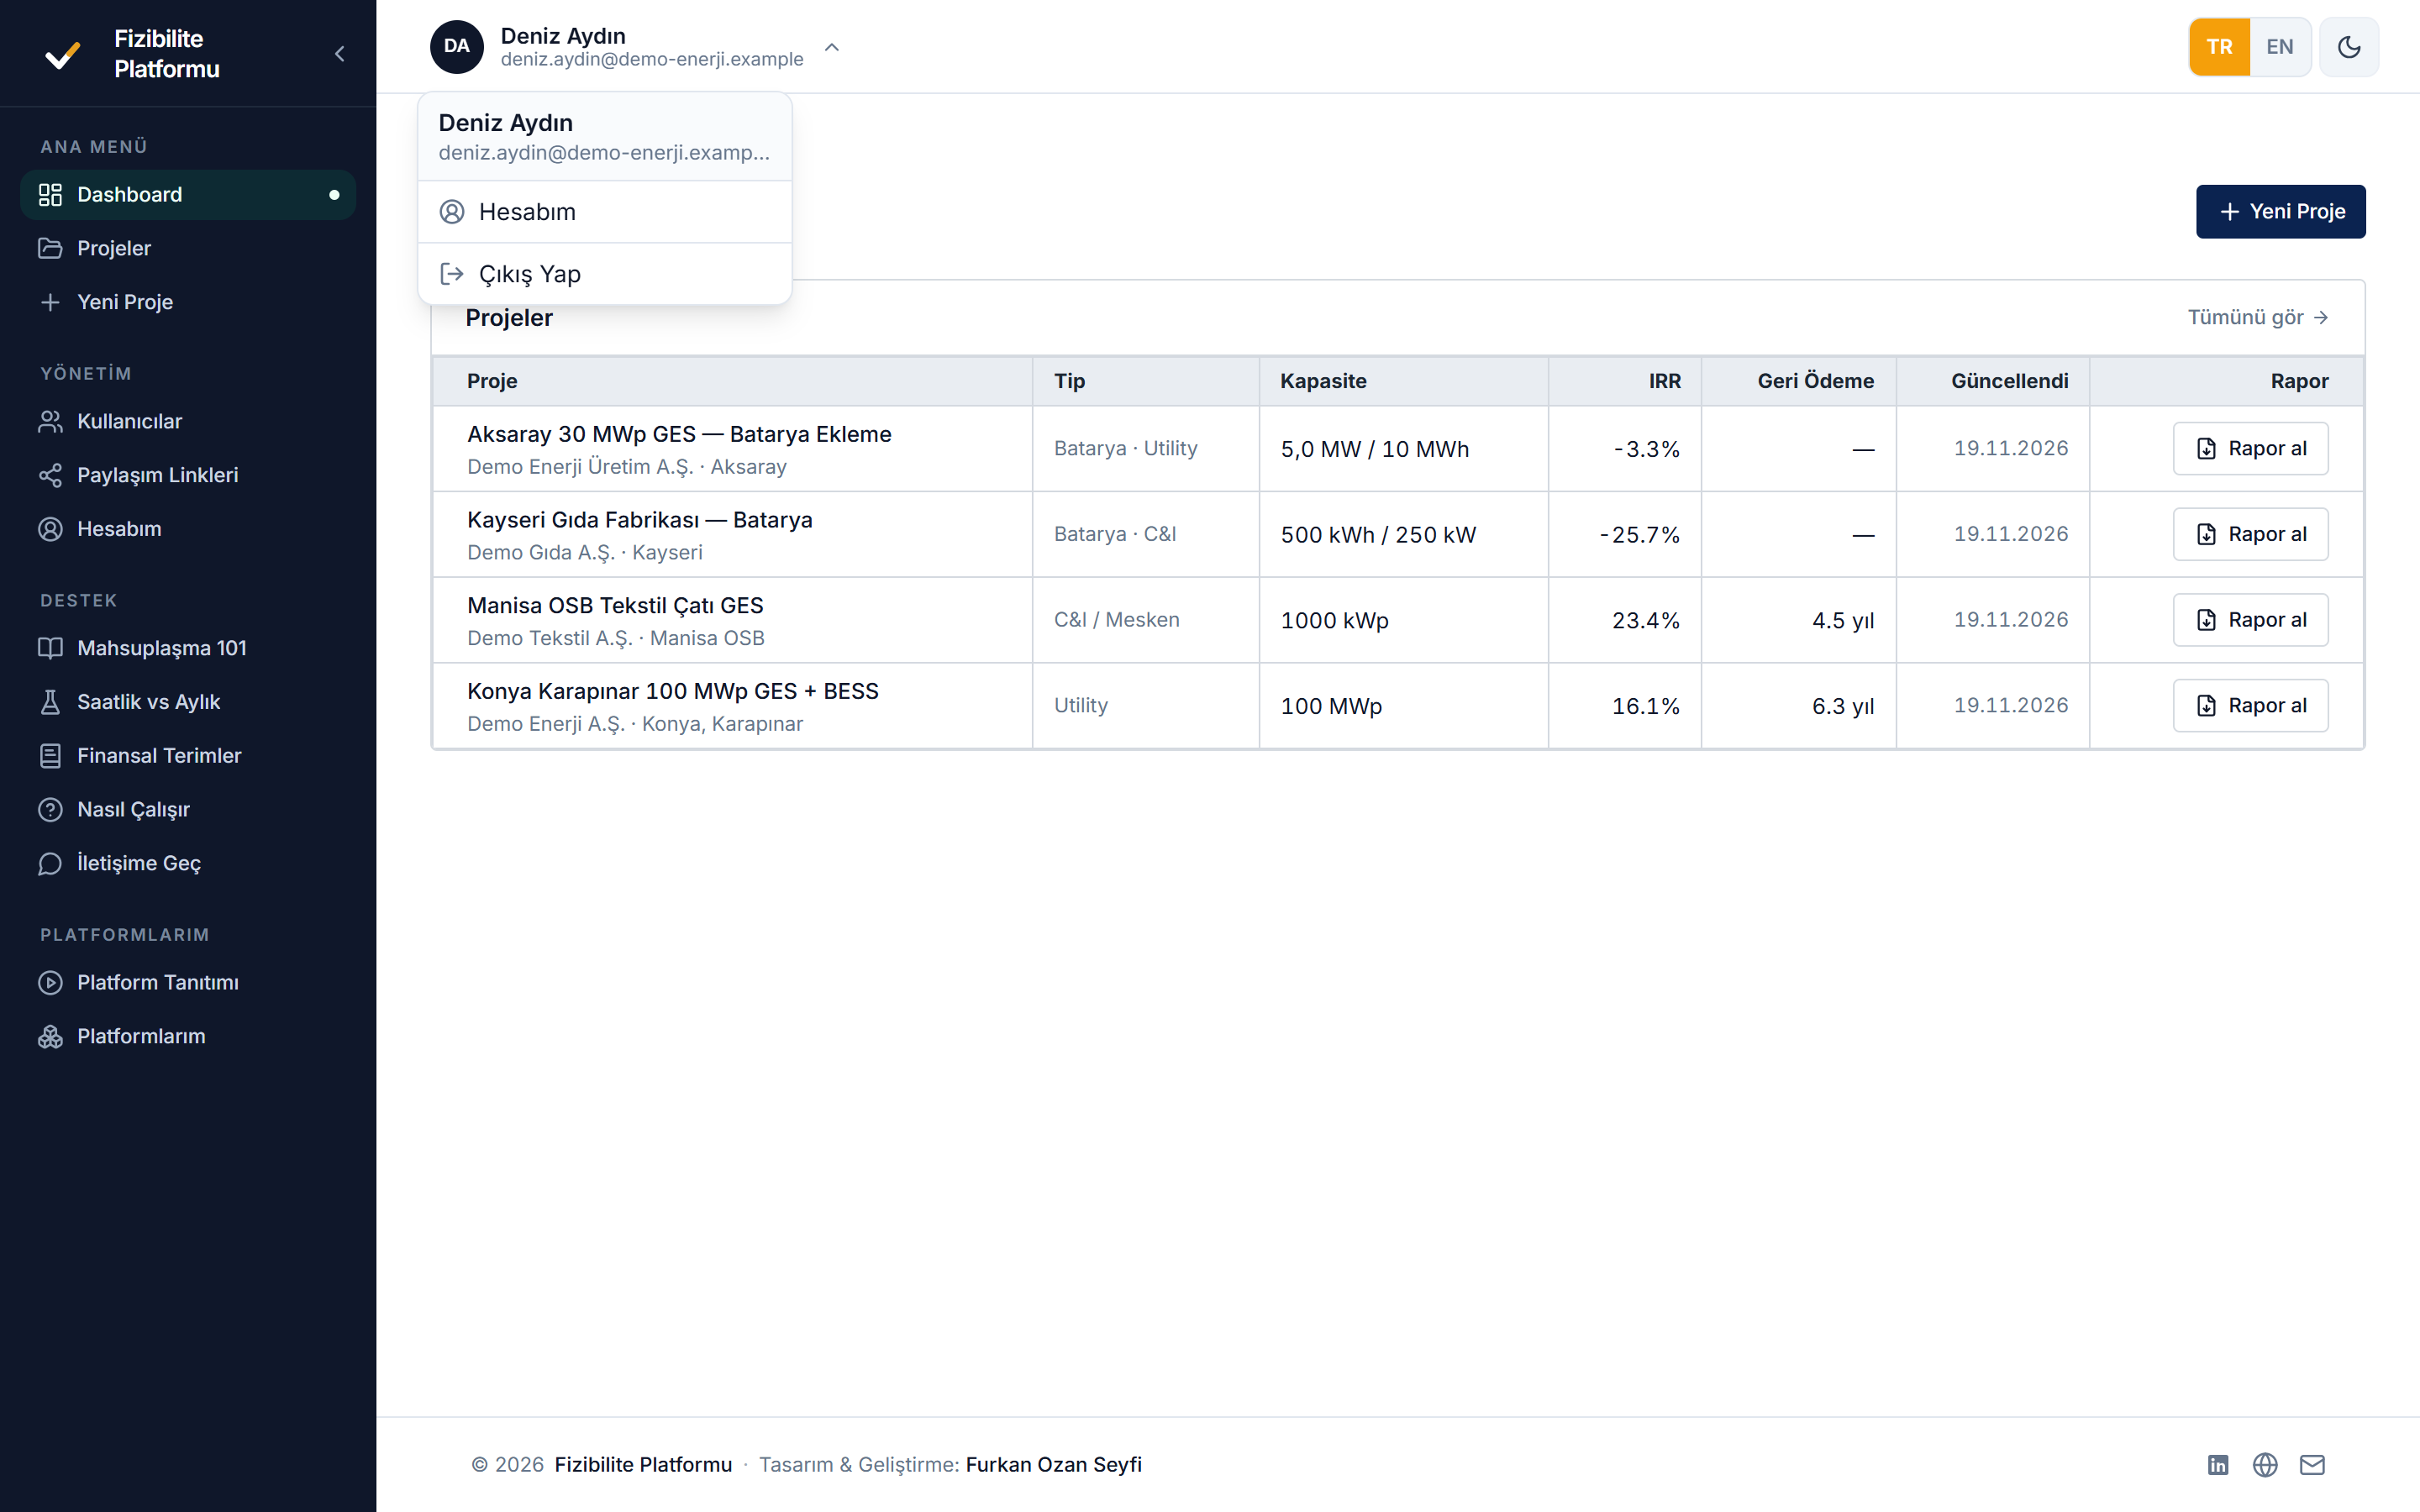 Fizibilite
Platformu
ANA MENÜ
Dashboard
Projeler
Yeni Proje
YÖNETİM
Kullanıcılar
Paylaşım Linkleri
Hesabım
DESTEK
Mahsuplaşma 101
Saatlik vs Aylık
Finansal Terimler
Nasıl Çalışır
İletişime Geç
PLATFORMLARIM
Platform Tanıtımı
Platformlarım
DA
Deniz Aydın
deniz.aydin@demo-enerji.example
TR EN
Deniz Aydın
deniz.aydin@demo-enerji.examp...
Hesabım
Çıkış Yap
Yeni Proje
Projeler
Tümünü gör →
Proje Tip Kapasite IRR Geri Ödeme Güncellendi Rapor
Aksaray 30 MWp GES — Batarya Ekleme
Demo Enerji Üretim A.Ş. · Aksaray
Batarya · Utility 5,0 MW / 10 MWh -3.3% — 19.11.2026 Rapor al
Kayseri Gıda Fabrikası — Batarya
Demo Gıda A.Ş. · Kayseri
Batarya · C&I 500 kWh / 250 kW -25.7% — 19.11.2026 Rapor al
Manisa OSB Tekstil Çatı GES
Demo Tekstil A.Ş. · Manisa OSB
C&I / Mesken 1000 kWp 23.4% 4.5 yıl 19.11.2026 Rapor al
Konya Karapınar 100 MWp GES + BESS
Demo Enerji A.Ş. · Konya, Karapınar
Utility 100 MWp 16.1% 6.3 yıl 19.11.2026 Rapor al
© 2026 Fizibilite Platformu · Tasarım & Geliştirme: Furkan Ozan Seyfi